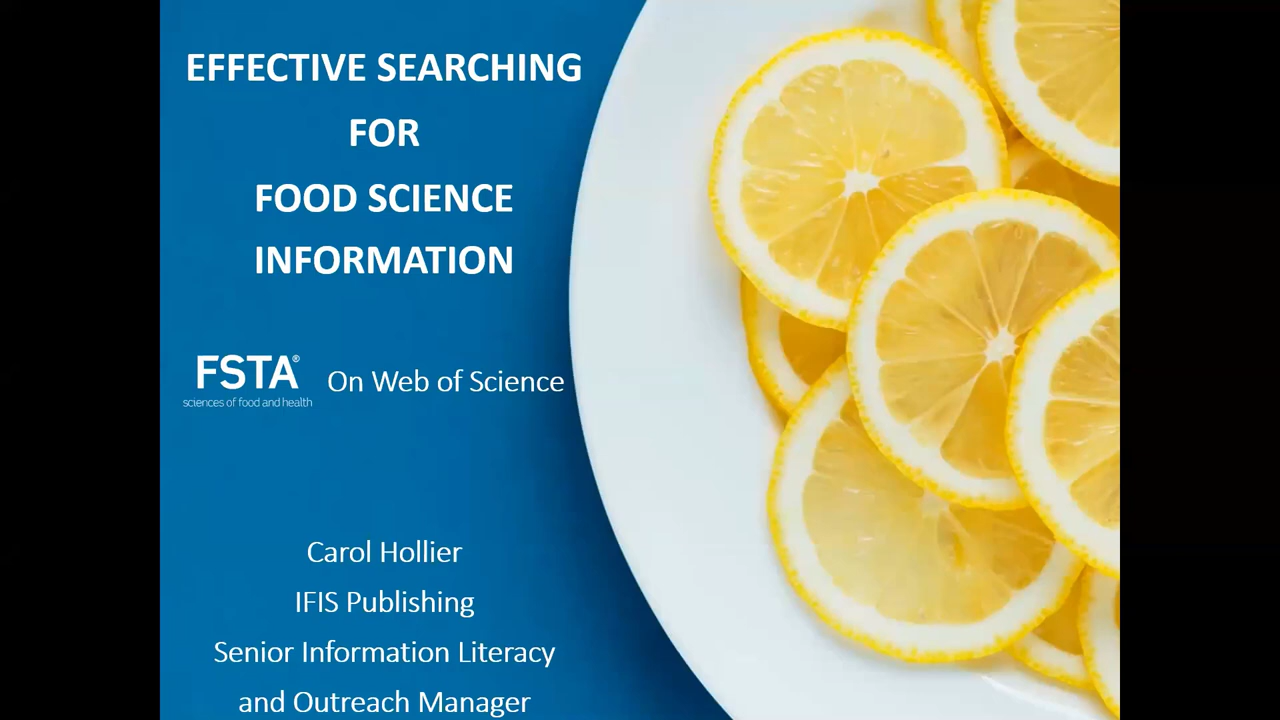 EFFECTIVE SEARCHING
FOR
FOOD SCIENCE
INFORMATION
FSTA®
sciences of food and health
On Web of Science
Carol Hollier
IFIS Publishing
Senior Information Literacy
and Outreach Manager